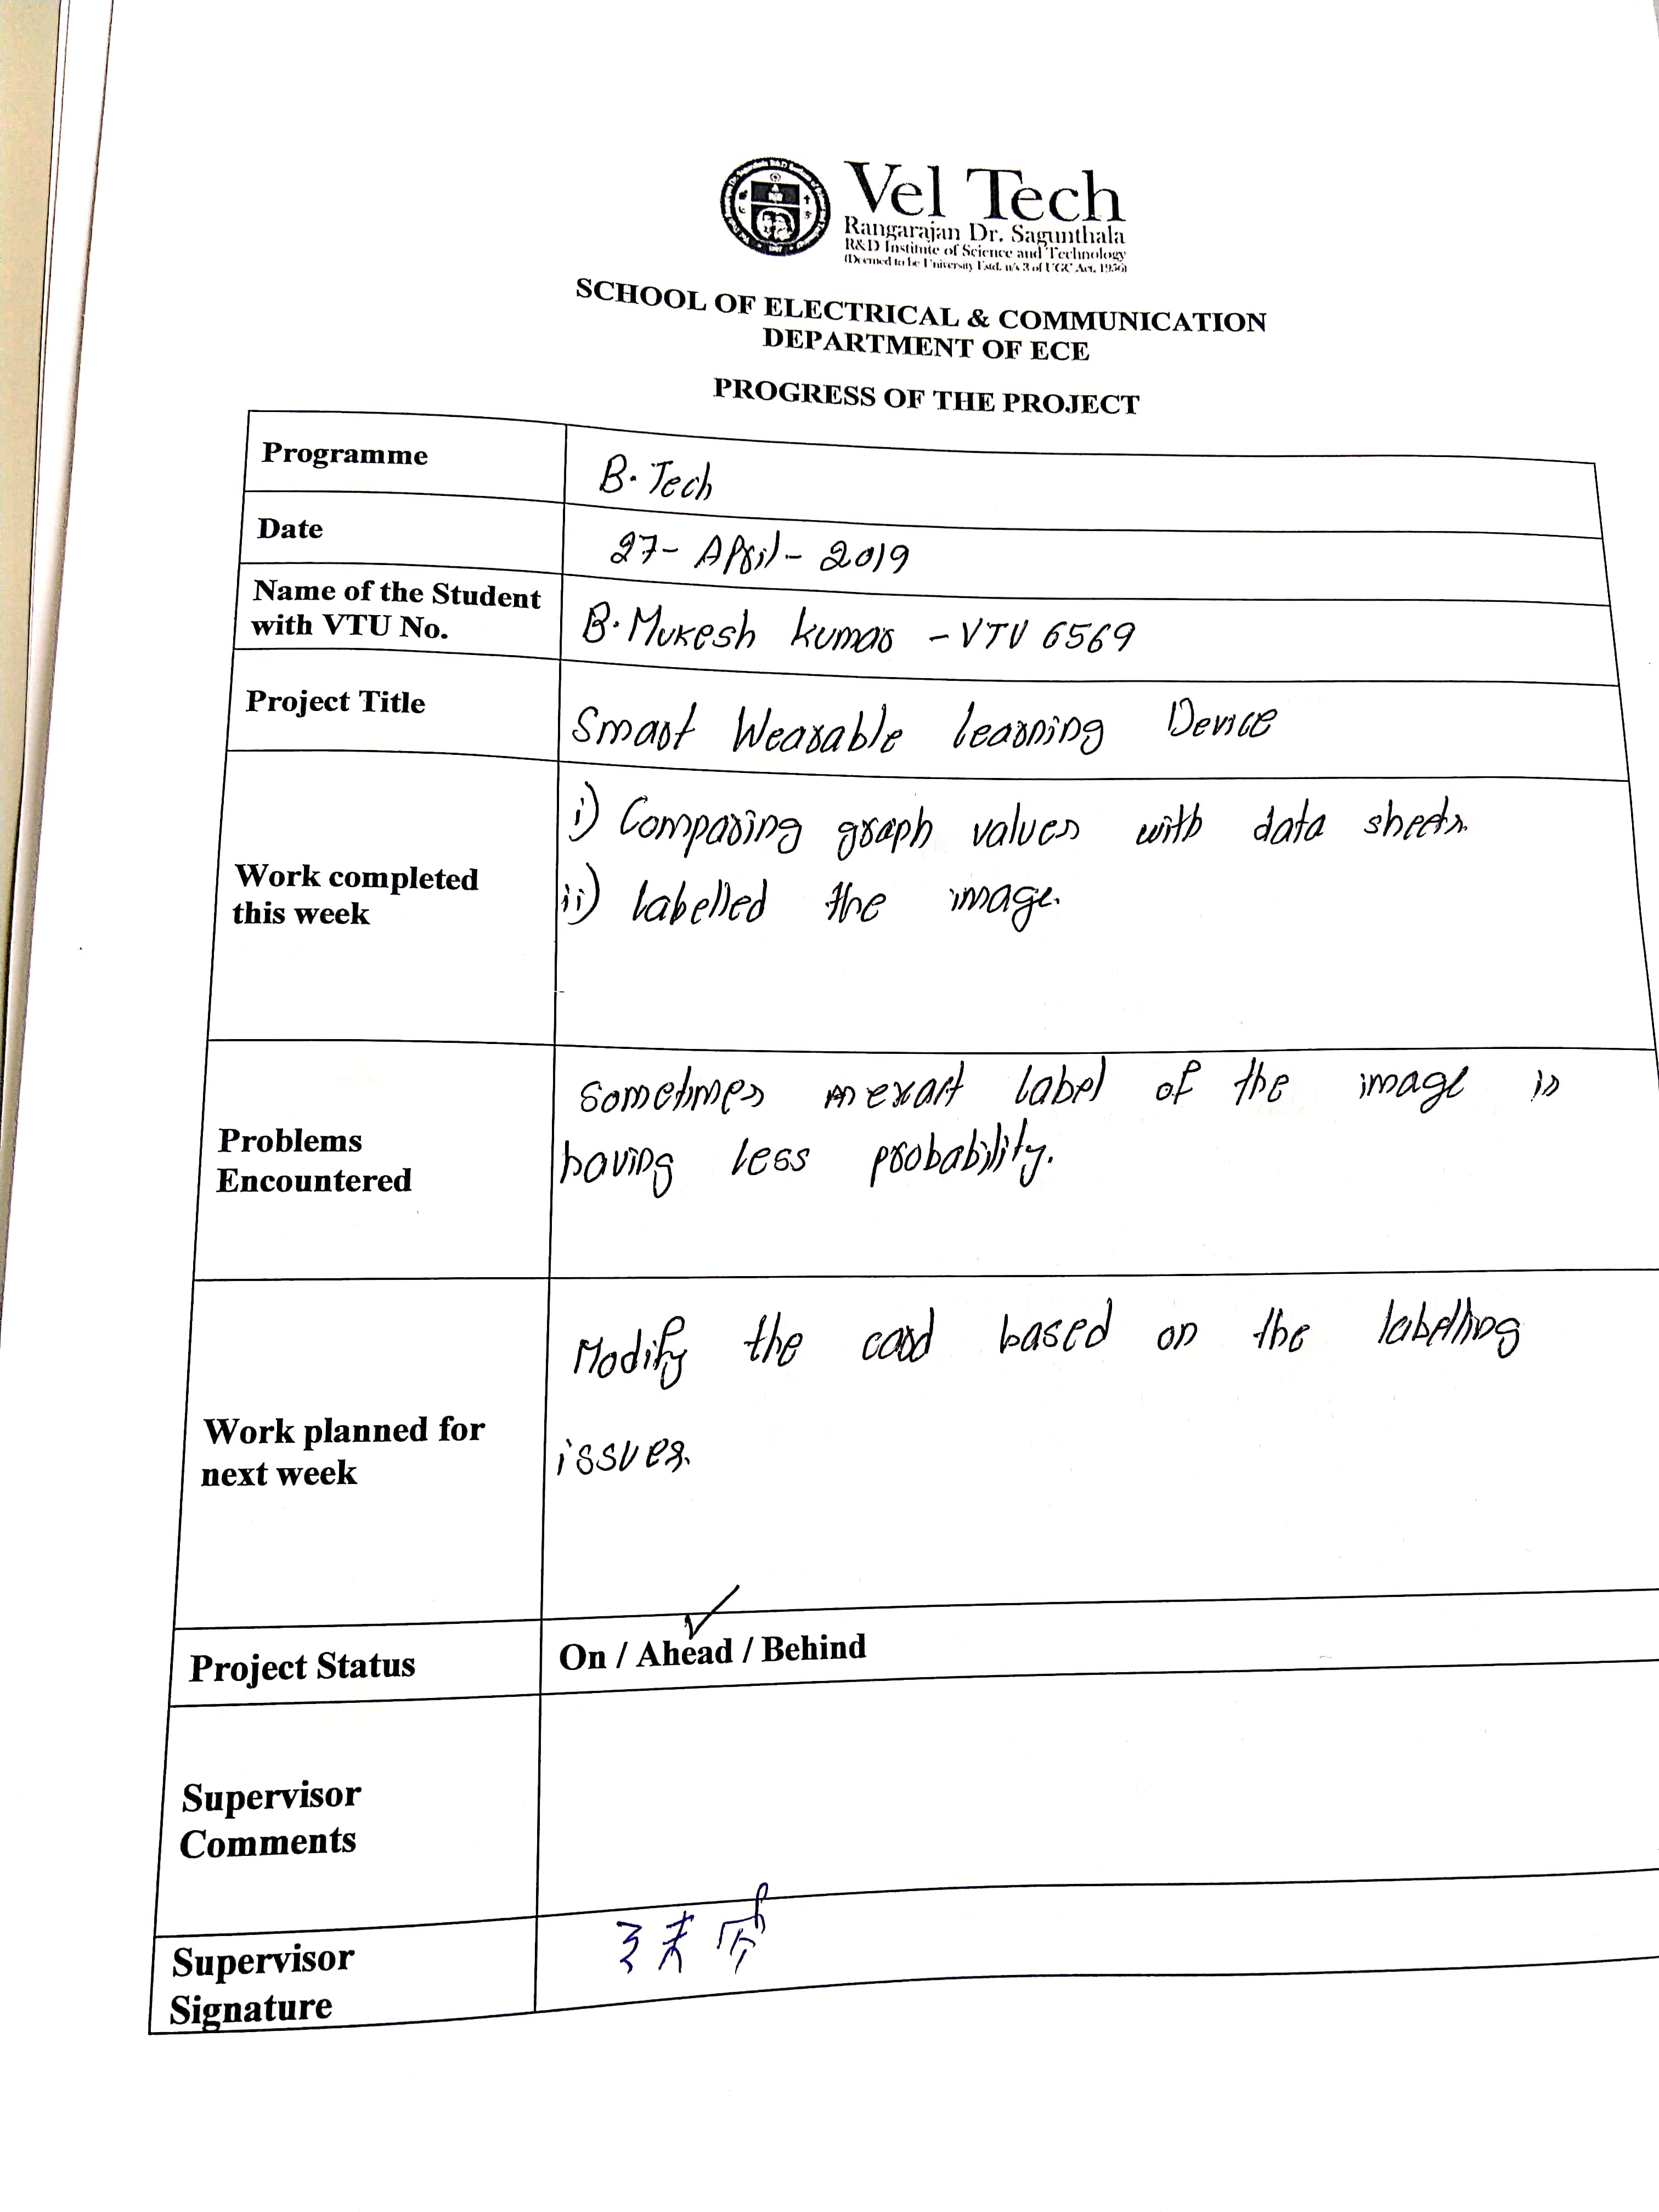 Vel Tech
Rangarajan Dr. Sagunthala
R&D Institute of Science and Technology
(Deemed to be University Estd. u/s 3 of UGC Act, 1956)
SCHOOL OF ELECTRICAL & COMMUNICATION
DEPARTMENT OF ECE
PROGRESS OF THE PROJECT
Programme
B. Tech
Date
27- April - 2019
Name of the Student
with VTU No.
B. Mukesh kumar - VTU 6569
Project Title
Smart Wearable learning Device
Work completed
this week
i) Comparing graph values with data sheets.
ii) labelled the image.
Problems
Encountered
Sometimes exact label of the image is
having less probability.
Work planned for
next week
Modify the card based on the labelling
issues.
Project Status
On / Ahead / Behind
Supervisor
Comments
Supervisor
Signature